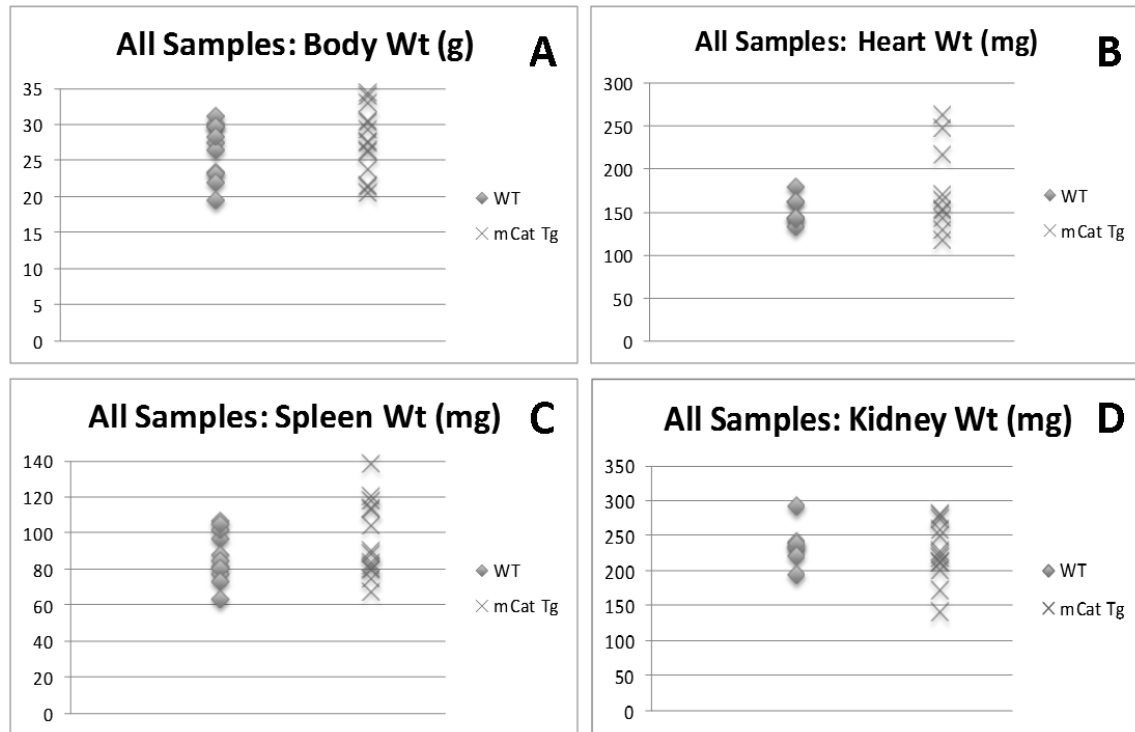 All Samples: Body Wt (g)
A
35
30
25
20
15
10
5
0
WT
mCat Tg
All Samples: Heart Wt (mg)
B
300
250
200
150
100
50
0
WT
mCat Tg
All Samples: Spleen Wt (mg)
C
140
120
100
80
60
40
20
0
WT
mCat Tg
All Samples: Kidney Wt (mg)
D
350
300
250
200
150
100
50
0
WT
mCat Tg